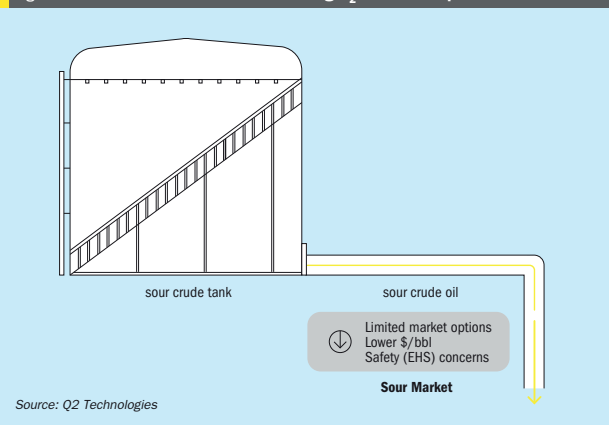 sour crude tank
sour crude oil
Limited market options
Lower $/bbl
Safety (EHS) concerns
Sour Market
Source: Q2 Technologies